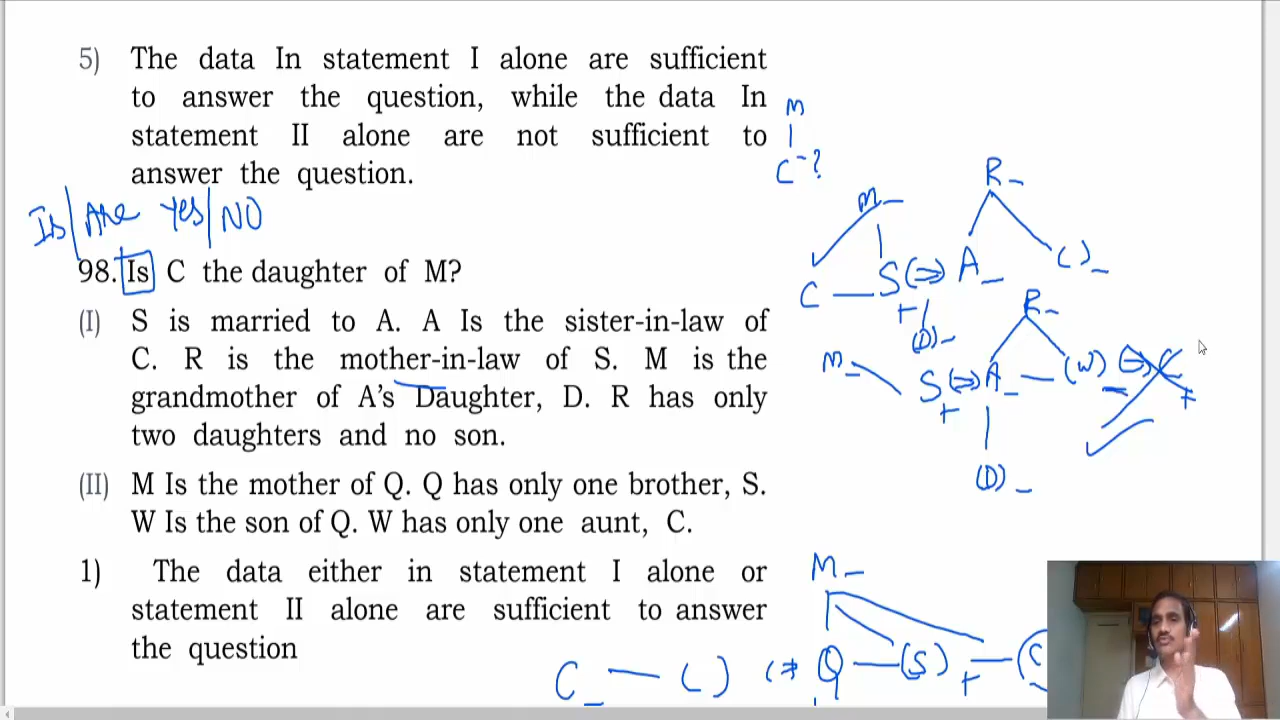 5) The data In statement I alone are sufficient
to answer the question, while the data In
statement II alone are not sufficient to
answer the question.
M
C -?
Is/Are Yes/NO
98. Is C the daughter of M?
(I) S is married to A. A Is the sister-in-law of
C. R is the mother-in-law of S. M is the
grandmother of A's Daughter, D. R has only
two daughters and no son.
(II) M Is the mother of Q. Q has only one brother, S.
W Is the son of Q. W has only one aunt, C.
1) The data either in statement I alone or
statement II alone are sufficient to answer
the question
R -
M -
C — S ⇔ A - ( ) -
+
(D) -
R -
M -
S ⇔ A - — (W) - ⇔ C
+ +
(D) -
M -
C - — ( ) ⇔ Q — (S) + — (C